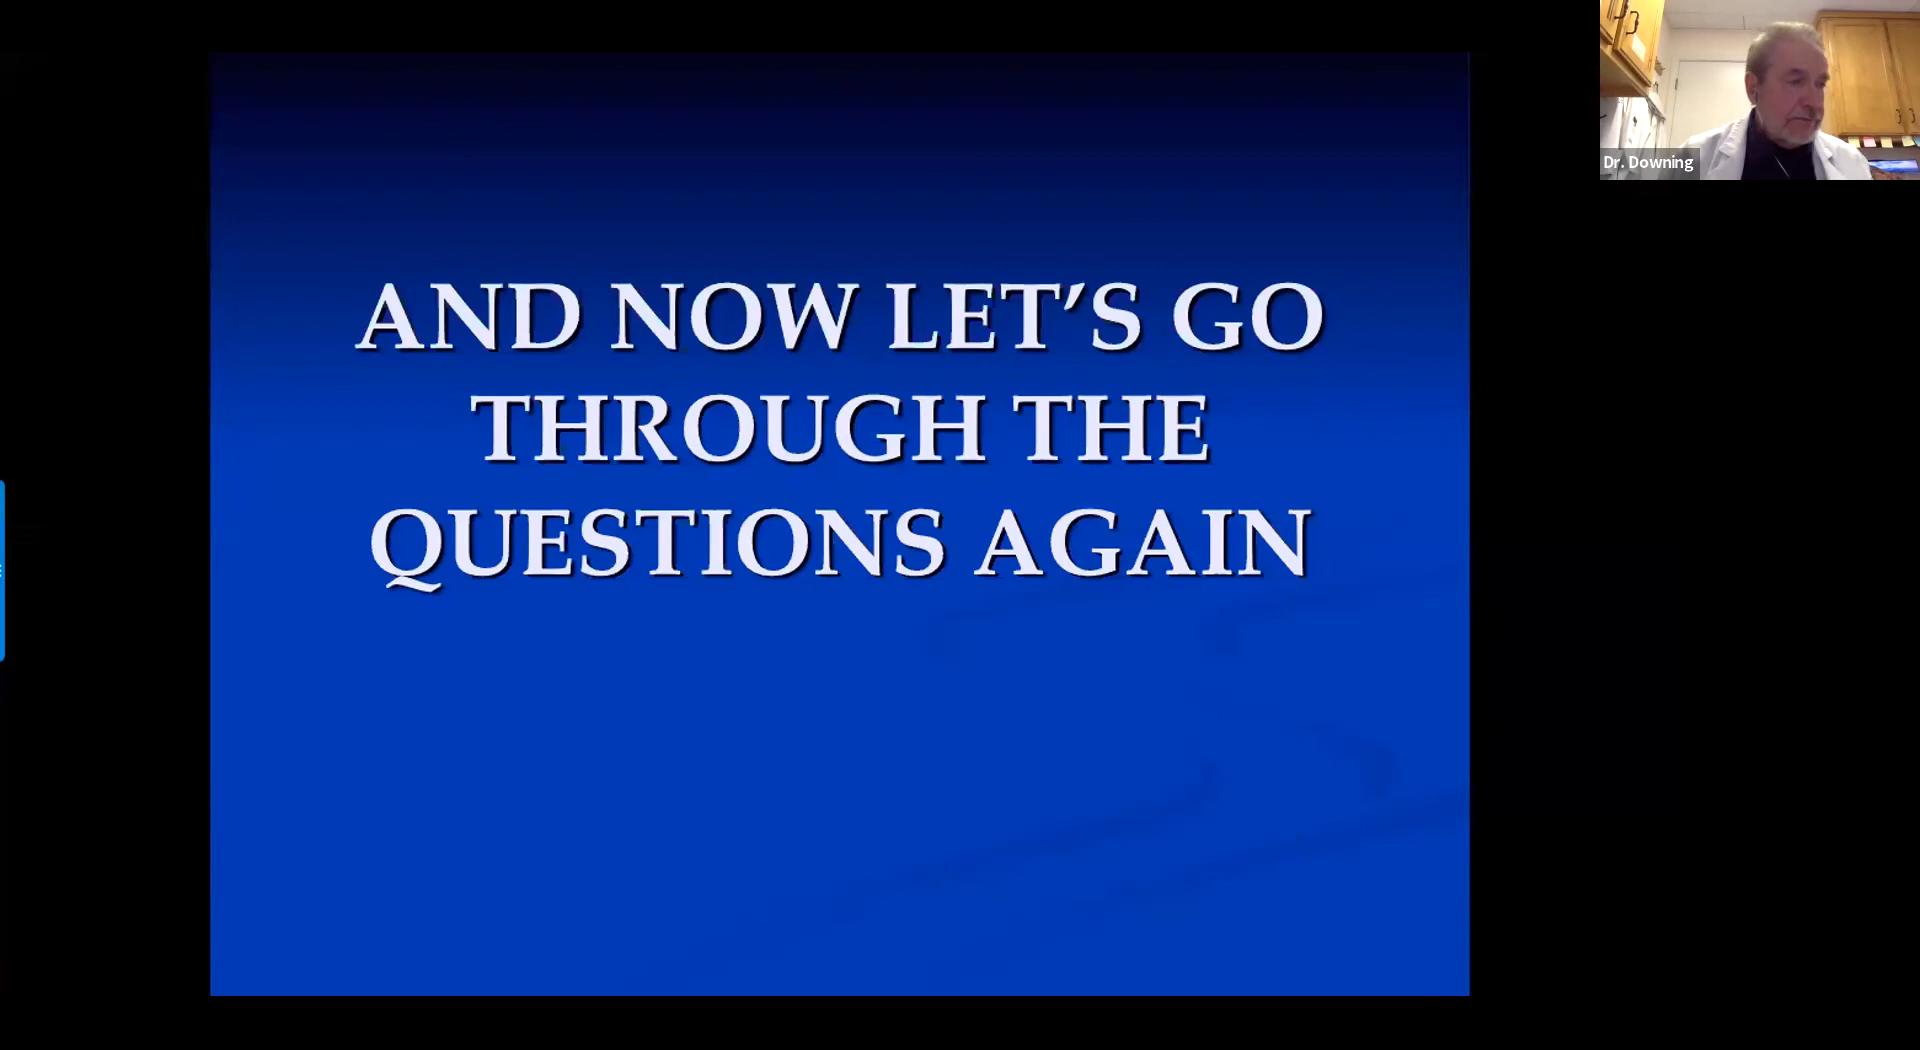 AND NOW LET’S GO
THROUGH THE
QUESTIONS AGAIN
Dr. Downing